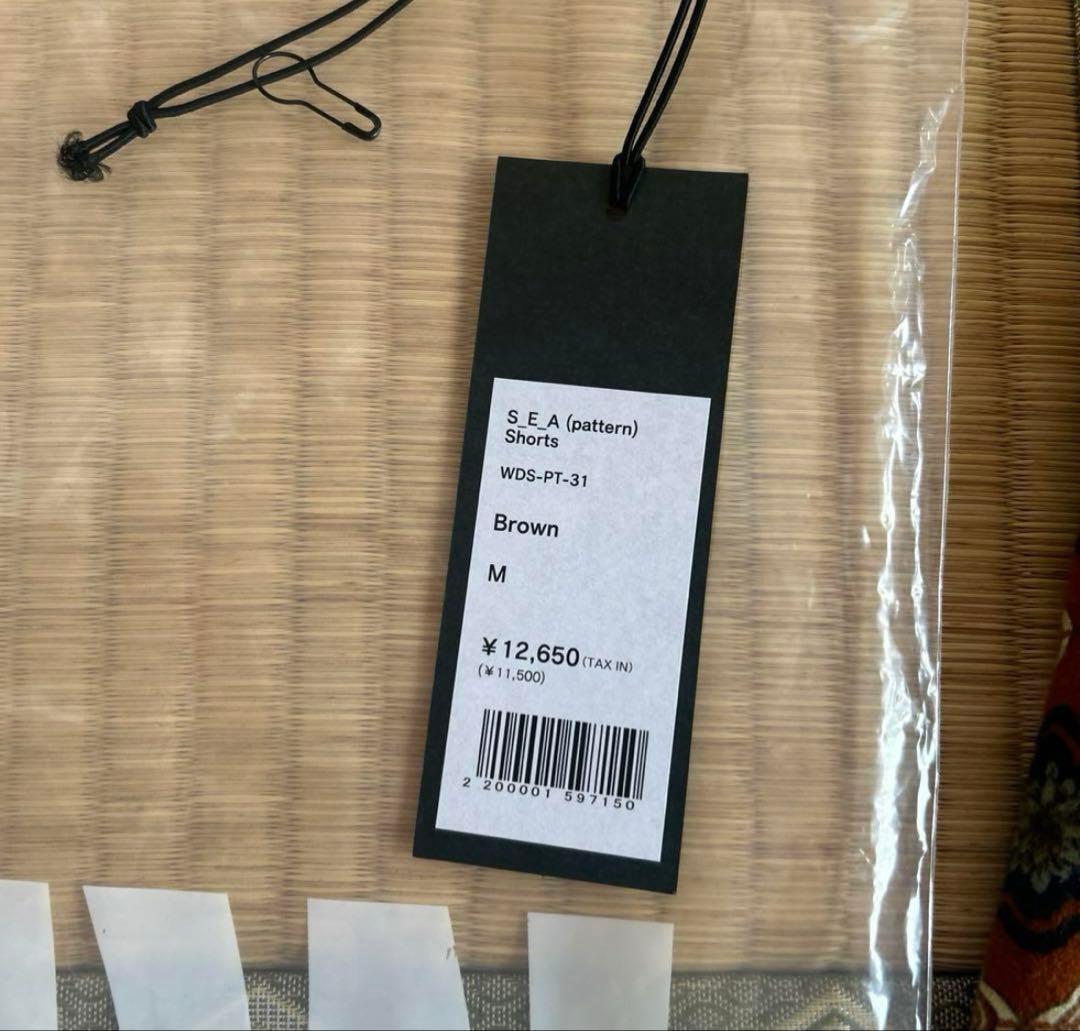 S_E_A (pattern)
Shorts
WDS-PT-31
Brown
M
¥12,650 (TAX IN)
(¥11,500)
2 200001 597150